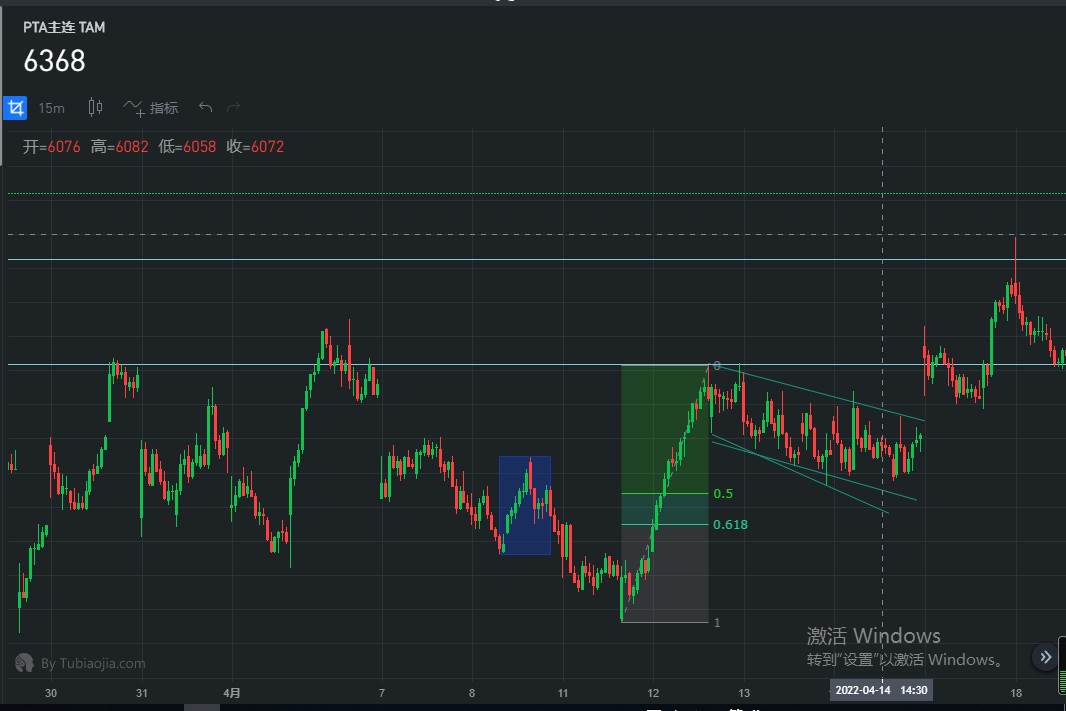 PTA主连 TAM
6368
15m 指标
开=6076 高=6082 低=6058 收=6072
0
0.5
0.618
1
激活 Windows
转到“设置”以激活 Windows。
By Tubiaojia.com
30 31 4月 7 8 11 12 13 2022-04-14 14:30 18